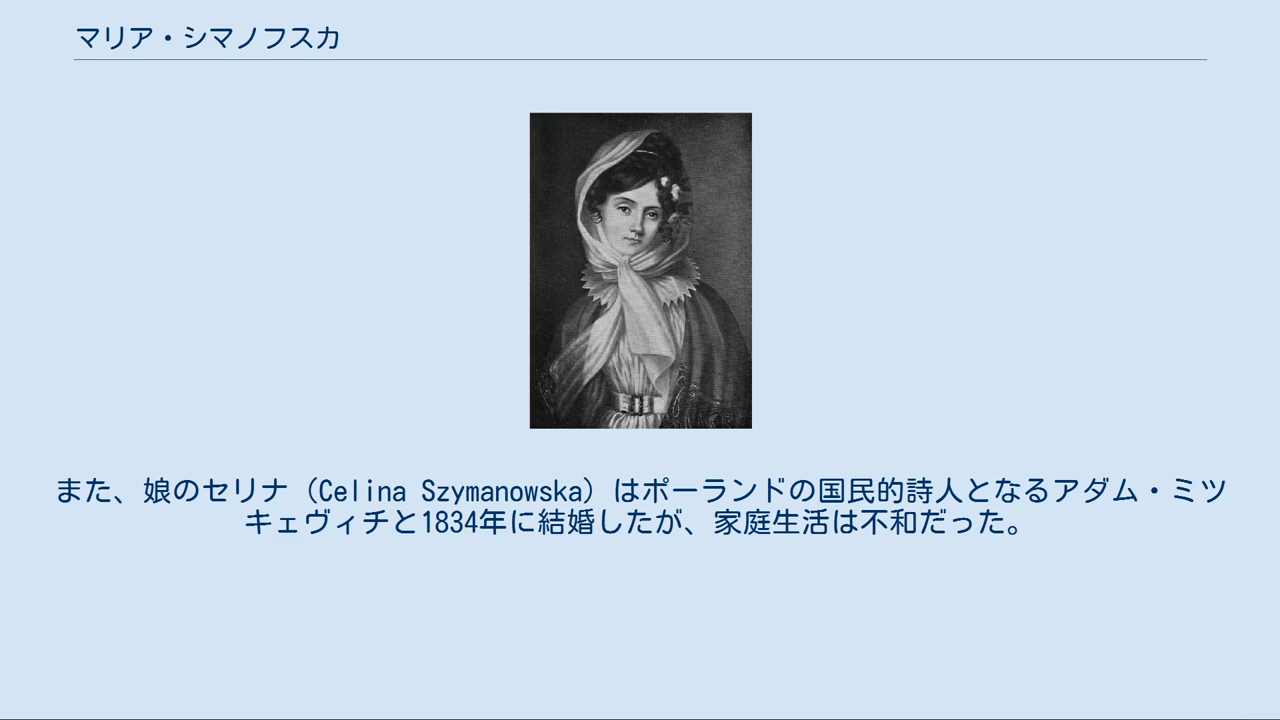 マリア・シマノフスカ
また、娘のセリナ（Celina Szymanowska）はポーランドの国民的詩人となるアダム・ミツ
キェヴィチと1834年に結婚したが、家庭生活は不和だった。